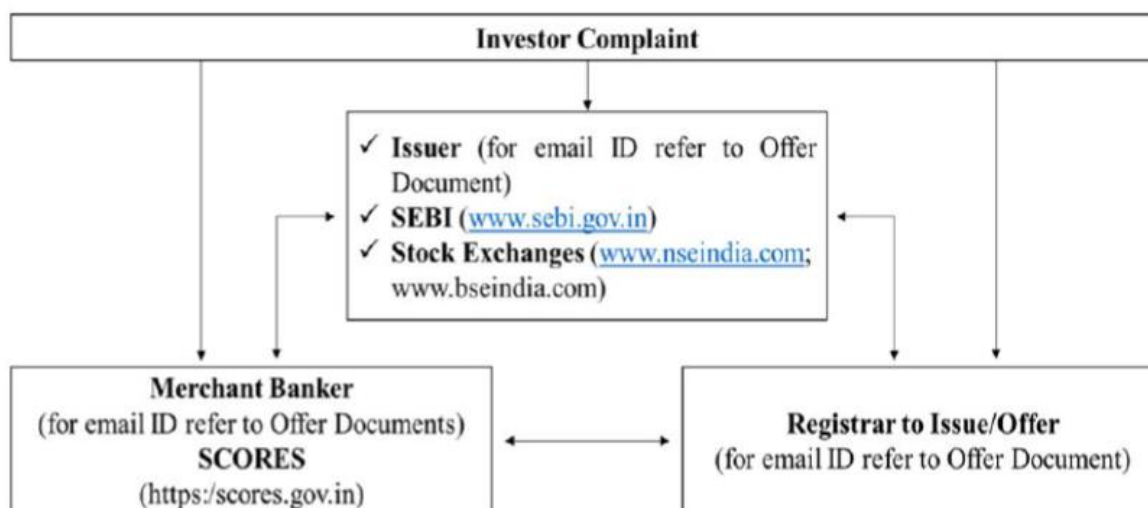 Investor Complaint
✓ Issuer (for email ID refer to Offer
Document)
✓ SEBI (www.sebi.gov.in)
✓ Stock Exchanges (www.nseindia.com;
www.bseindia.com)
Merchant Banker
(for email ID refer to Offer Documents)
SCORES
(https:/scores.gov.in)
Registrar to Issue/Offer
(for email ID refer to Offer Document)